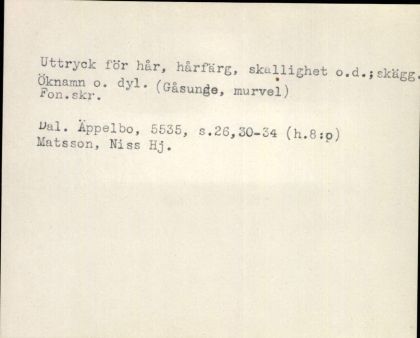 Uttryck för hår, hårfärg, skallighet o.d.;skägg.
Öknamn o. dyl. (Gåsunge, murvel)
Fon.skr.
Dal. Äppelbo, 5535, s.26,30-34 (h.8:o)
Matsson, Niss Hj.